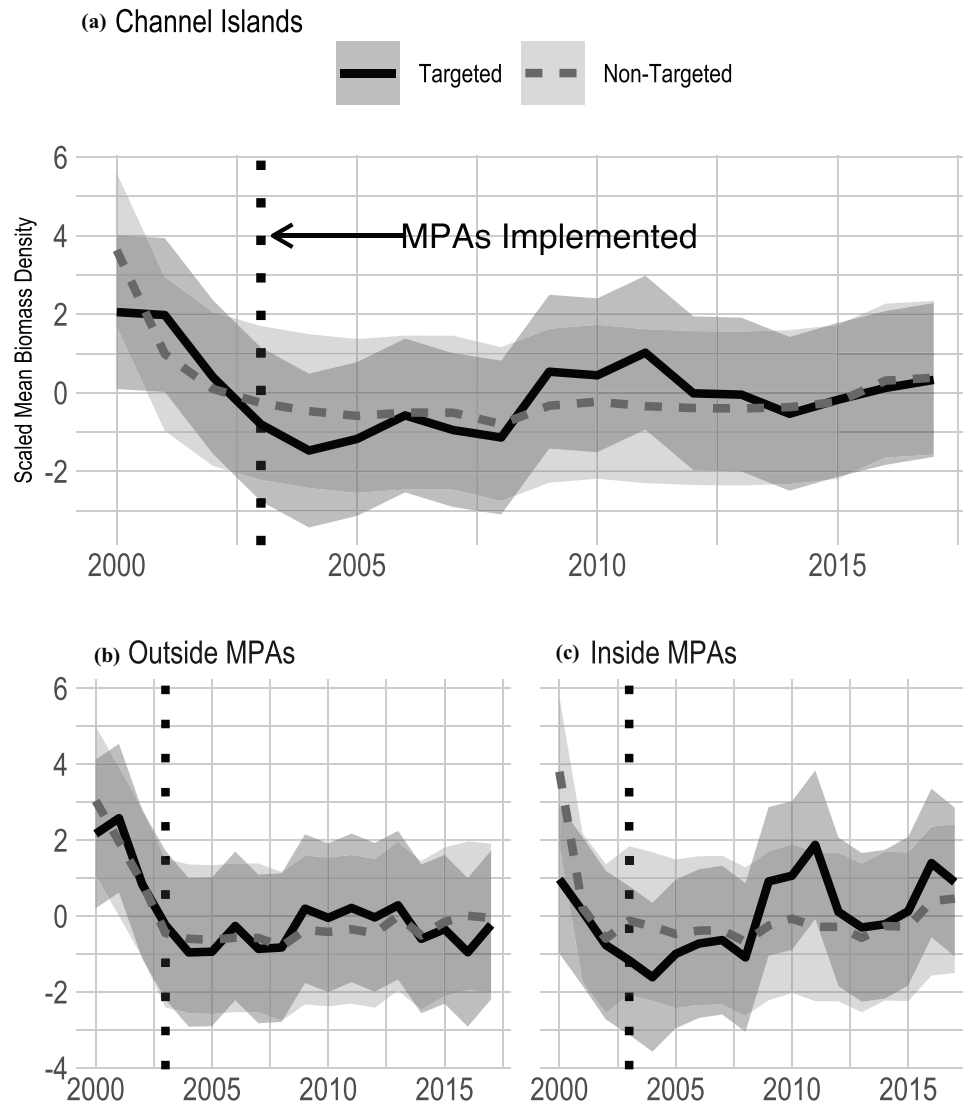 (a) Channel Islands
Targeted Non-Targeted
Scaled Mean Biomass Density
6
4
2
0
-2
MPAs Implemented
2000 2005 2010 2015
(b) Outside MPAs
(c) Inside MPAs
6
4
2
0
-2
-4
2000 2005 2010 2015
2000 2005 2010 2015